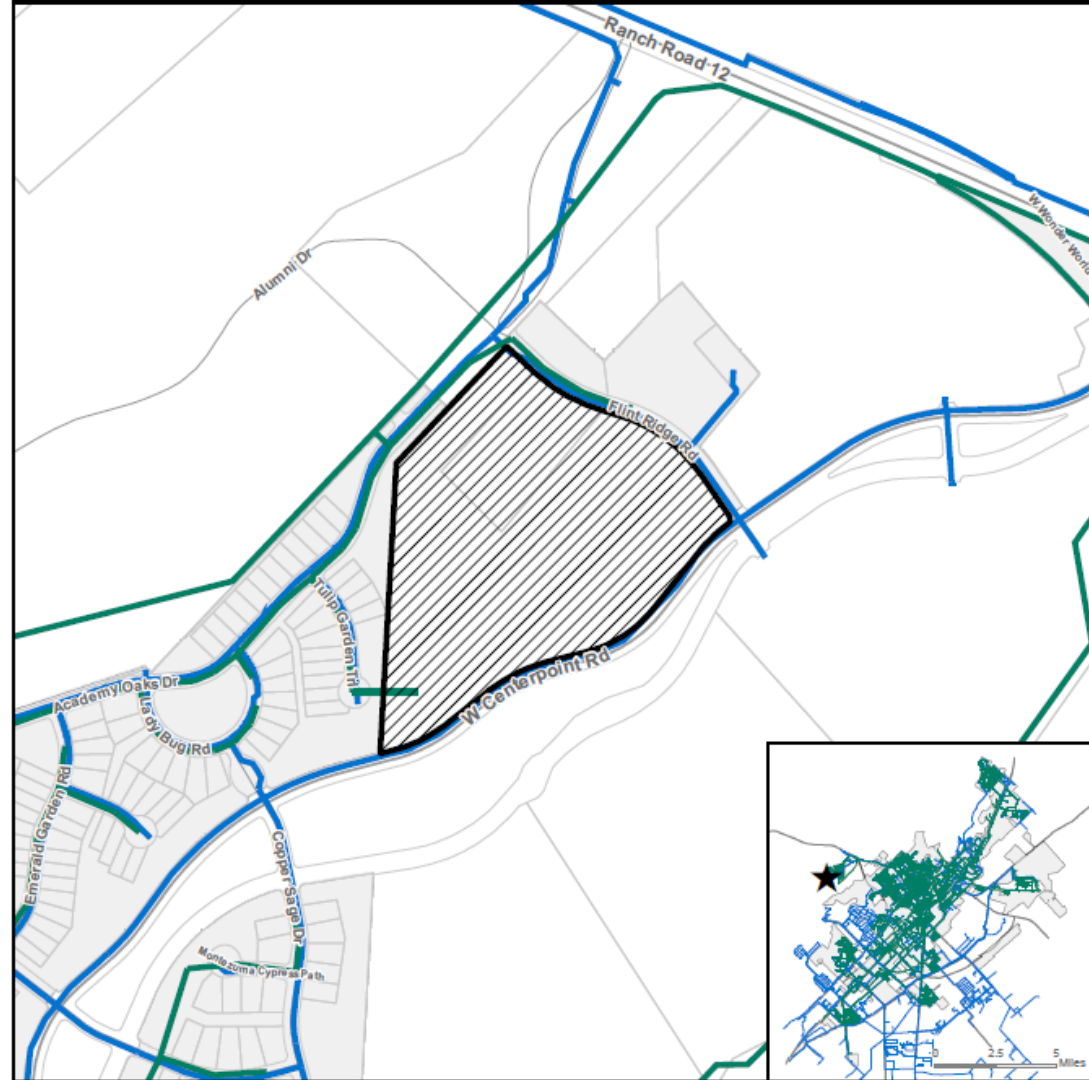 Ranch Road 12
W Wonder World
Alumni Dr
Flint Ridge Rd
Tulip Garden Trl
W Centerpoint Rd
Academy Oaks Dr
Lady Bug Rd
Emerald Garden Rd
Copper Sage Dr
Montezuma Cypress Path
0 2.5 5
Miles